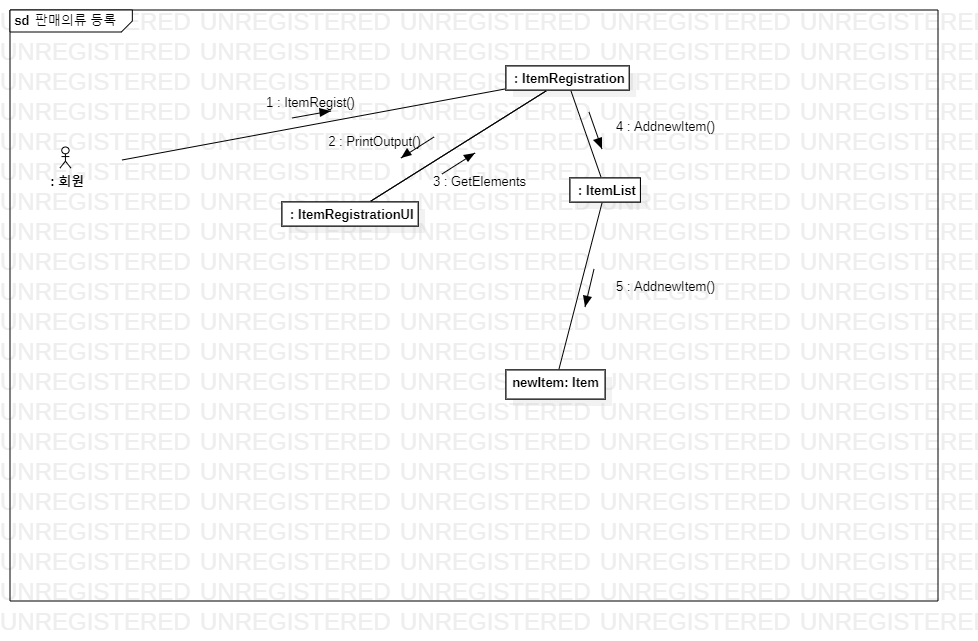 sd 판매의류 등록
: ItemRegistration
1 : ItemRegist()
4 : AddnewItem()
2 : PrintOutput()
: 회원
3 : GetElements
: ItemList
: ItemRegistrationUI
5 : AddnewItem()
newItem: Item
UNREGISTERED